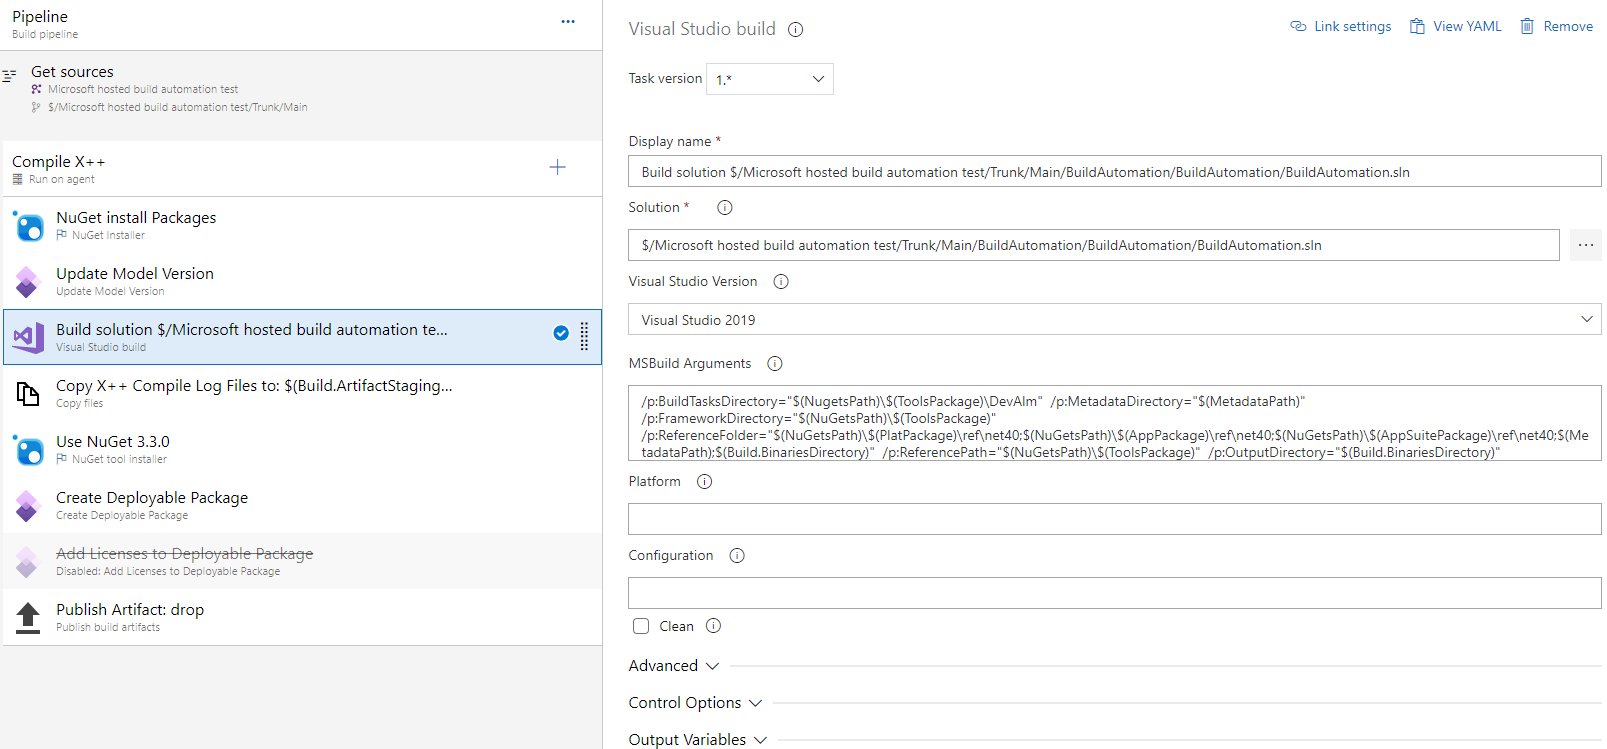 Pipeline
Build pipeline
Get sources
Microsoft hosted build automation test
$/Microsoft hosted build automation test/Trunk/Main
Compile X++
Run on agent
NuGet install Packages
NuGet Installer
Update Model Version
Update Model Version
Build solution $/Microsoft hosted build automation te...
Visual Studio build
Copy X++ Compile Log Files to: $(Build.ArtifactStaging...
Copy files
Use NuGet 3.3.0
NuGet tool installer
Create Deployable Package
Create Deployable Package
Add Licenses to Deployable Package
Disabled: Add Licenses to Deployable Package
Publish Artifact: drop
Publish build artifacts
Visual Studio build
Link settings
View YAML
Remove
Task version 1.*
Display name *
Build solution $/Microsoft hosted build automation test/Trunk/Main/BuildAutomation/BuildAutomation/BuildAutomation.sln
Solution *
$/Microsoft hosted build automation test/Trunk/Main/BuildAutomation/BuildAutomation/BuildAutomation.sln
Visual Studio Version
Visual Studio 2019
MSBuild Arguments
/p:BuildTasksDirectory="$(NugetsPath)\$(ToolsPackage)\DevAlm" /p:MetadataDirectory="$(MetadataPath)"
/p:FrameworkDirectory="$(NuGetsPath)\$(ToolsPackage)"
/p:ReferenceFolder="$(NuGetsPath)\$(PlatPackage)\ref\net40;$(NuGetsPath)\$(AppPackage)\ref\net40;$(NuGetsPath)\$(AppSuitePackage)\ref\net40;$(Me
tadataPath);$(Build.BinariesDirectory)" /p:ReferencePath="$(NuGetsPath)\$(ToolsPackage)" /p:OutputDirectory="$(Build.BinariesDirectory)"
Platform
Configuration
Clean
Advanced
Control Options
Output Variables